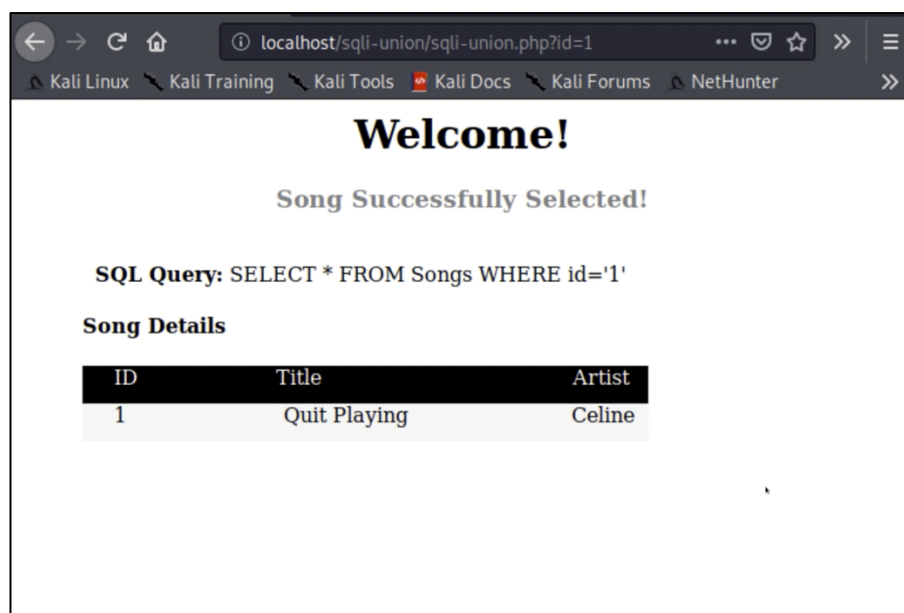 localhost/sqli-union/sqli-union.php?id=1
Kali Linux Kali Training Kali Tools Kali Docs Kali Forums NetHunter
Welcome!
Song Successfully Selected!
SQL Query: SELECT * FROM Songs WHERE id='1'
Song Details
ID Title Artist
1 Quit Playing Celine